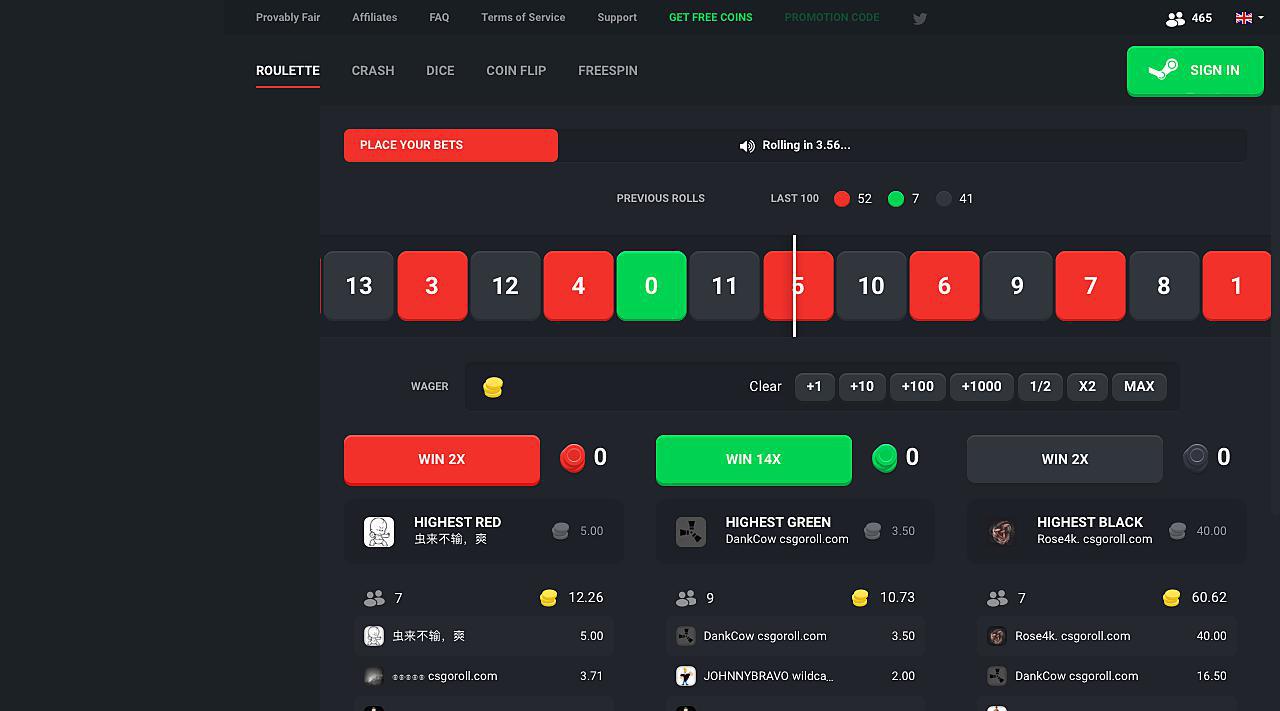 Provably Fair Affiliates FAQ Terms of Service Support GET FREE COINS PROMOTION CODE 465
ROULETTE CRASH DICE COIN FLIP FREESPIN SIGN IN
PLACE YOUR BETS Rolling in 3.56...
PREVIOUS ROLLS LAST 100 52 7 41
13 3 12 4 0 11 5 10 6 9 7 8 1
WAGER Clear +1 +10 +100 +1000 1/2 X2 MAX
WIN 2X 0 WIN 14X 0 WIN 2X 0
HIGHEST RED HIGHEST GREEN HIGHEST BLACK
虫来不输，爽 5.00 DankCow csgoroll.com 3.50 Rose4k. csgoroll.com 40.00
7 12.26 9 10.73 7 60.62
虫来不输，爽 5.00 DankCow csgoroll.com 3.50 Rose4k. csgoroll.com 40.00
csgoroll.com 3.71 JOHNNYBRAVO wildca... 2.00 DankCow csgoroll.com 16.50